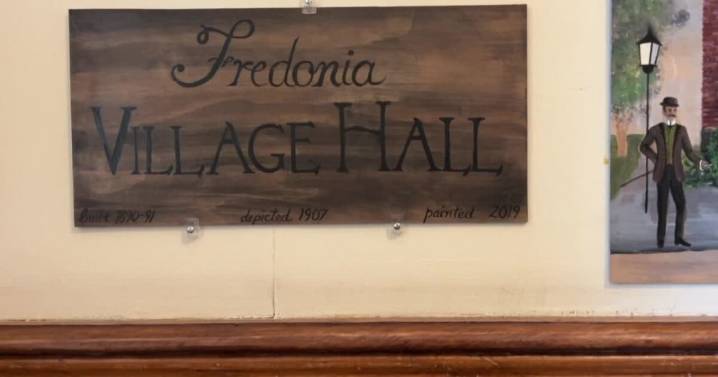 Fredonia
VILLAGE HALL
built 1890-91 depicted 1907 painted 2019